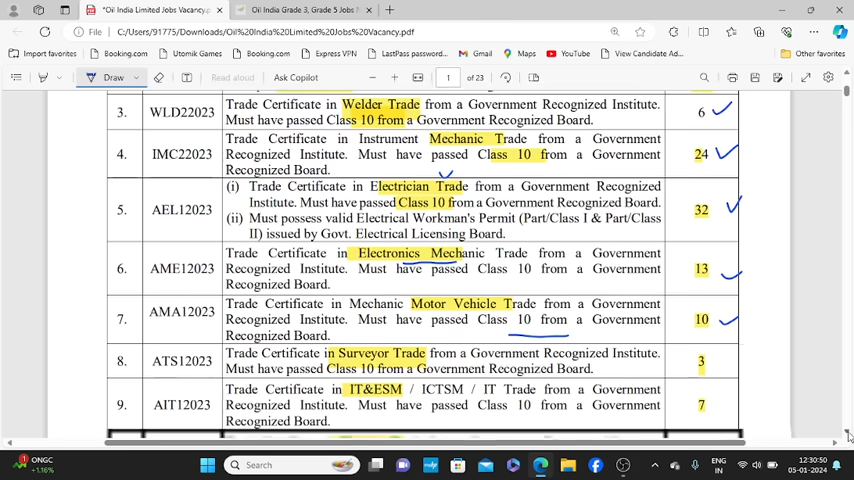 *Oil India Limited Jobs Vacancy.p
Oil India Grade 3, Grade 5 Jobs N
File
C:/Users/91775/Downloads/Oil%20India%20Limited%20Jobs%20Vacancy.pdf
Import favorites
Booking.com
Utomik Games
Booking.com
Express VPN
LastPass password...
Gmail
Maps
YouTube
View Candidate Ad...
Other favorites
Draw
Read aloud
Ask Copilot
1 of 23
3. WLD22023 Trade Certificate in Welder Trade from a Government Recognized Institute. 6
Must have passed Class 10 from a Government Recognized Board.
4. IMC22023 Trade Certificate in Instrument Mechanic Trade from a Government 24
Recognized Institute. Must have passed Class 10 from a Government
Recognized Board.
5. AEL12023 (i) Trade Certificate in Electrician Trade from a Government Recognized 32
Institute. Must have passed Class 10 from a Government Recognized Board.
(ii) Must possess valid Electrical Workman's Permit (Part/Class I & Part/Class
II) issued by Govt. Electrical Licensing Board.
6. AME12023 Trade Certificate in Electronics Mechanic Trade from a Government 13
Recognized Institute. Must have passed Class 10 from a Government
Recognized Board.
7. AMA12023 Trade Certificate in Mechanic Motor Vehicle Trade from a Government 10
Recognized Institute. Must have passed Class 10 from a Government
Recognized Board.
8. ATS12023 Trade Certificate in Surveyor Trade from a Government Recognized Institute. 3
Must have passed Class 10 from a Government Recognized Board.
9. AIT12023 Trade Certificate in IT&ESM / ICTSM / IT Trade from a Government 7
Recognized Institute. Must have passed Class 10 from a Government
Recognized Board.
ONGC
+1.16%
Search
ENG
IN
12:30:50
05-01-2024